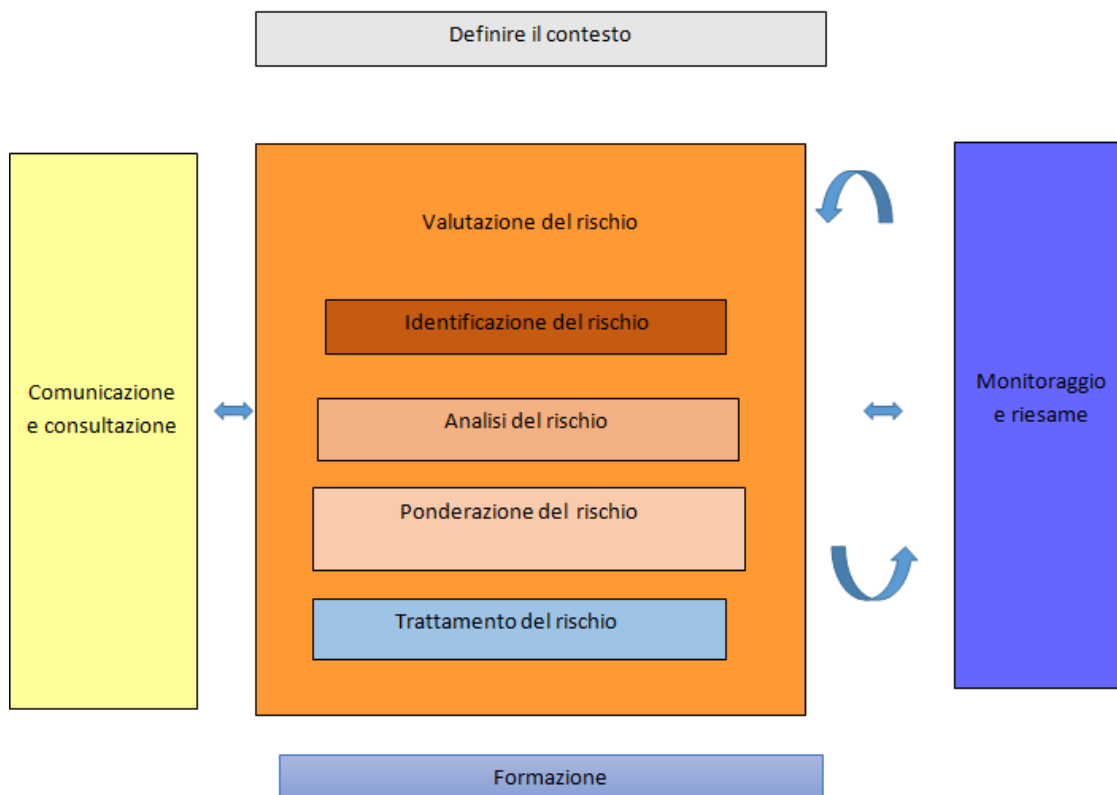 Definire il contesto
Valutazione del rischio
Identificazione del rischio
Comunicazione
e consultazione
Analisi del rischio
Monitoraggio
e riesame
Ponderazione del rischio
Trattamento del rischio
Formazione